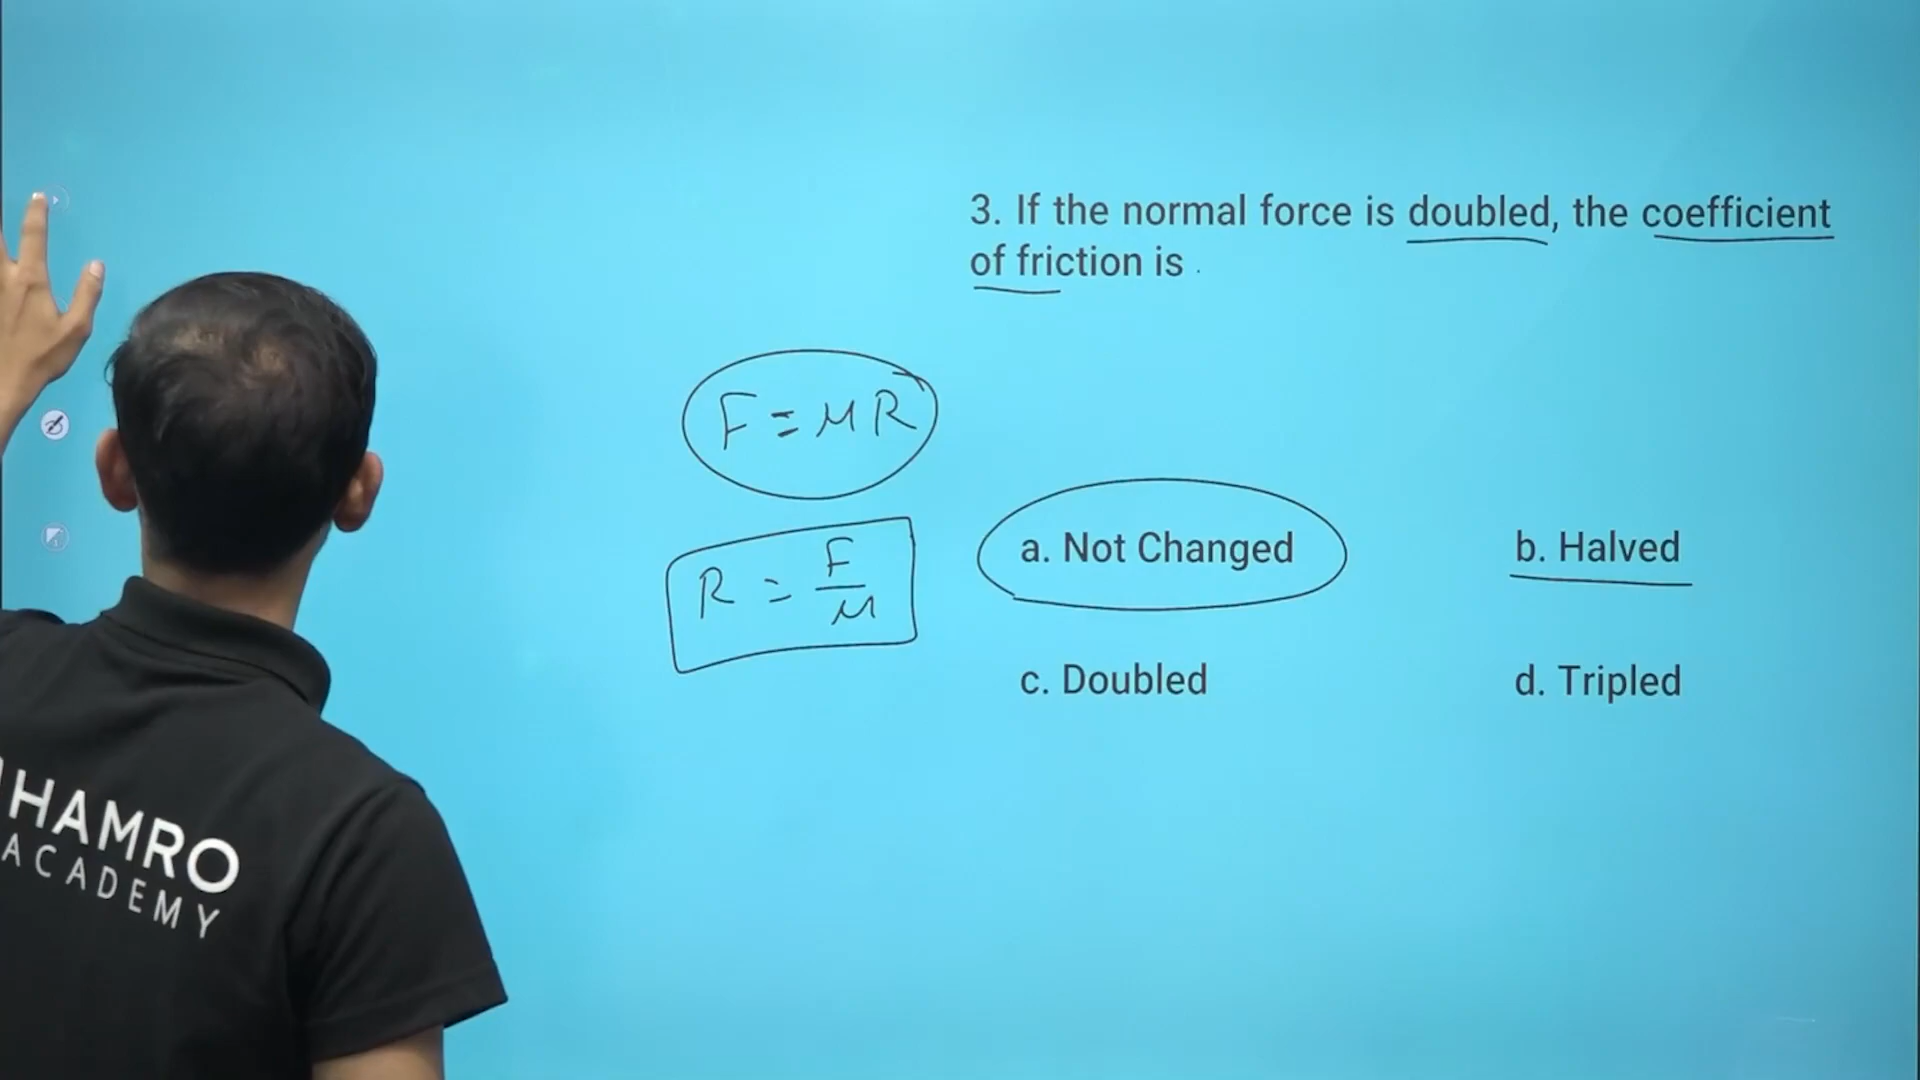 3. If the normal force is doubled, the coefficient
of friction is
F = μR
R = F/μ
a. Not Changed
b. Halved
c. Doubled
d. Tripled
HAMRO
ACADEMY